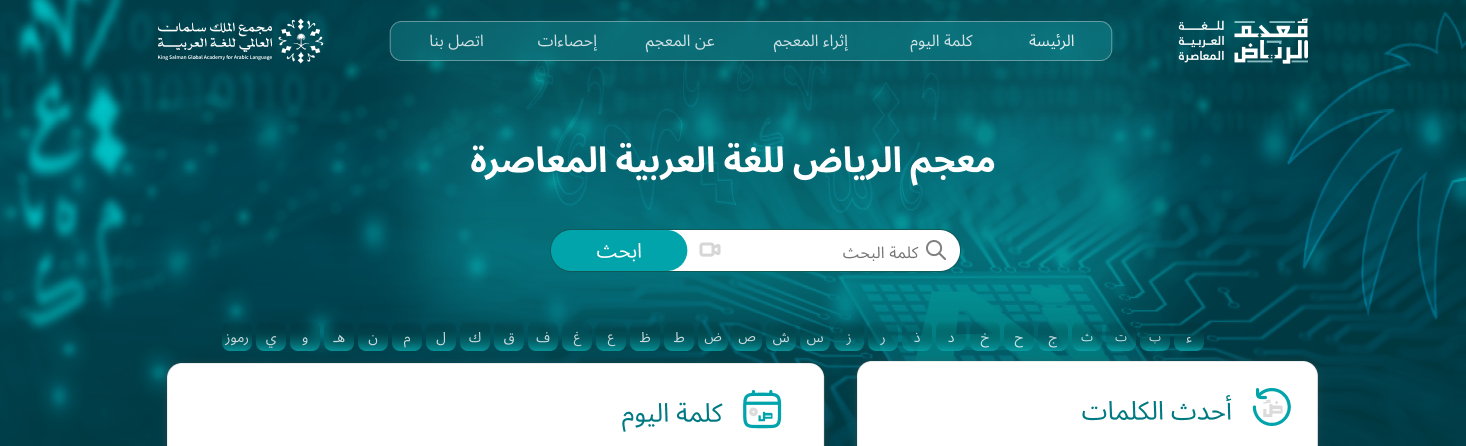 مُعجم الرياض
للغة
العربية
المعاصرة
الرئيسة
كلمة اليوم
إثراء المعجم
عن المعجم
إحصاءات
اتصل بنا
مجمع الملك سلمان
العالمي للغة العربية
King Salman Global Academy for Arabic Language
معجم الرياض للغة العربية المعاصرة
كلمة البحث
ابحث
ء ب ت ث ج ح خ د ذ ر ز س ش ص ض ط ظ ع غ ف ق ك ل م ن هـ و ي رموز
أحدث الكلمات
كلمة اليوم